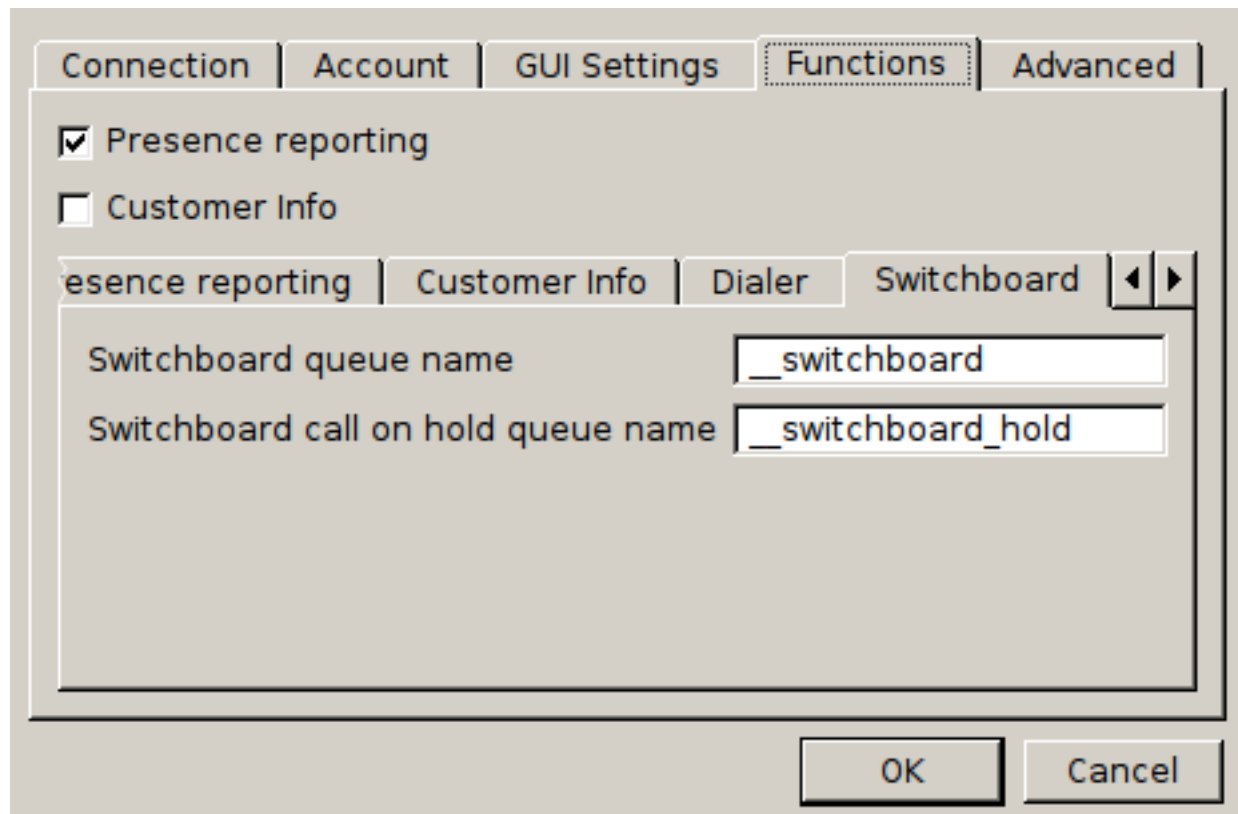 Connection Account GUI Settings Functions Advanced
Presence reporting
Customer Info
esence reporting Customer Info Dialer Switchboard
Switchboard queue name __switchboard
Switchboard call on hold queue name __switchboard_hold
OK Cancel